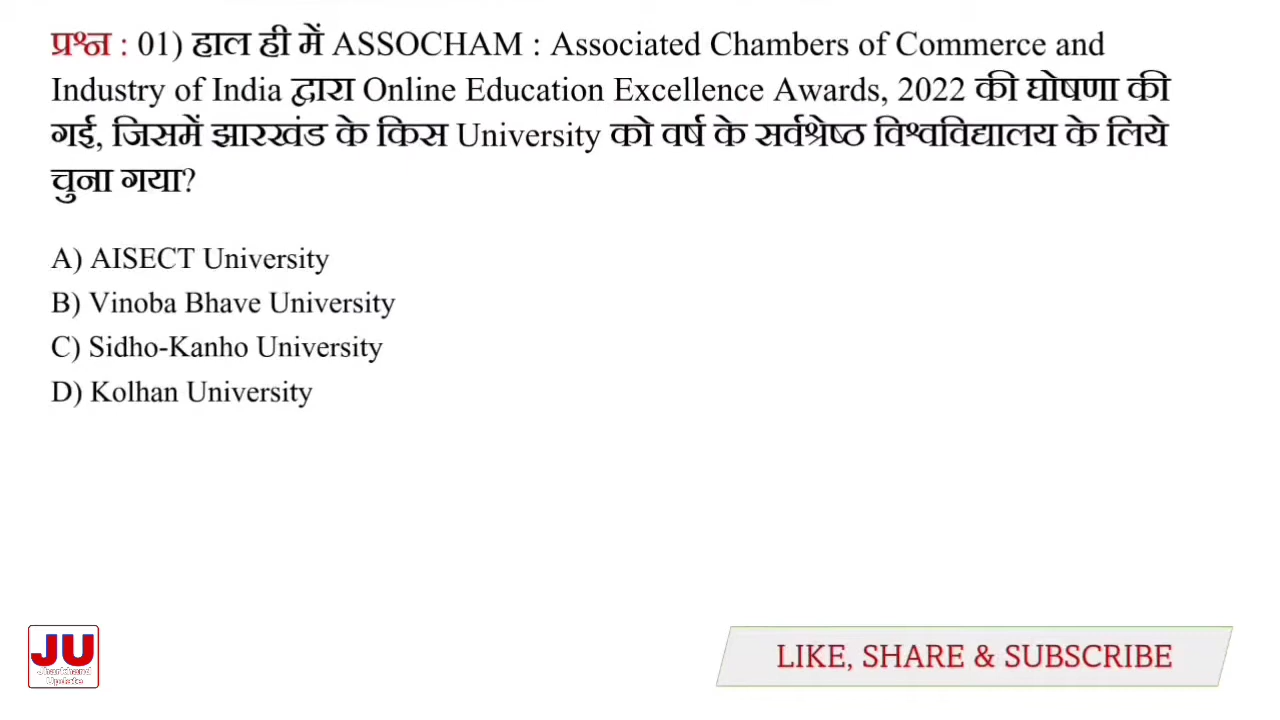 प्रश्न : 01) हाल ही में ASSOCHAM : Associated Chambers of Commerce and
Industry of India द्वारा Online Education Excellence Awards, 2022 की घोषणा की
गई, जिसमें झारखंड के किस University को वर्ष के सर्वश्रेष्ठ विश्वविद्यालय के लिये
चुना गया?
A) AISECT University
B) Vinoba Bhave University
C) Sidho-Kanho University
D) Kolhan University
JU
Jharkhand
Update
LIKE, SHARE & SUBSCRIBE